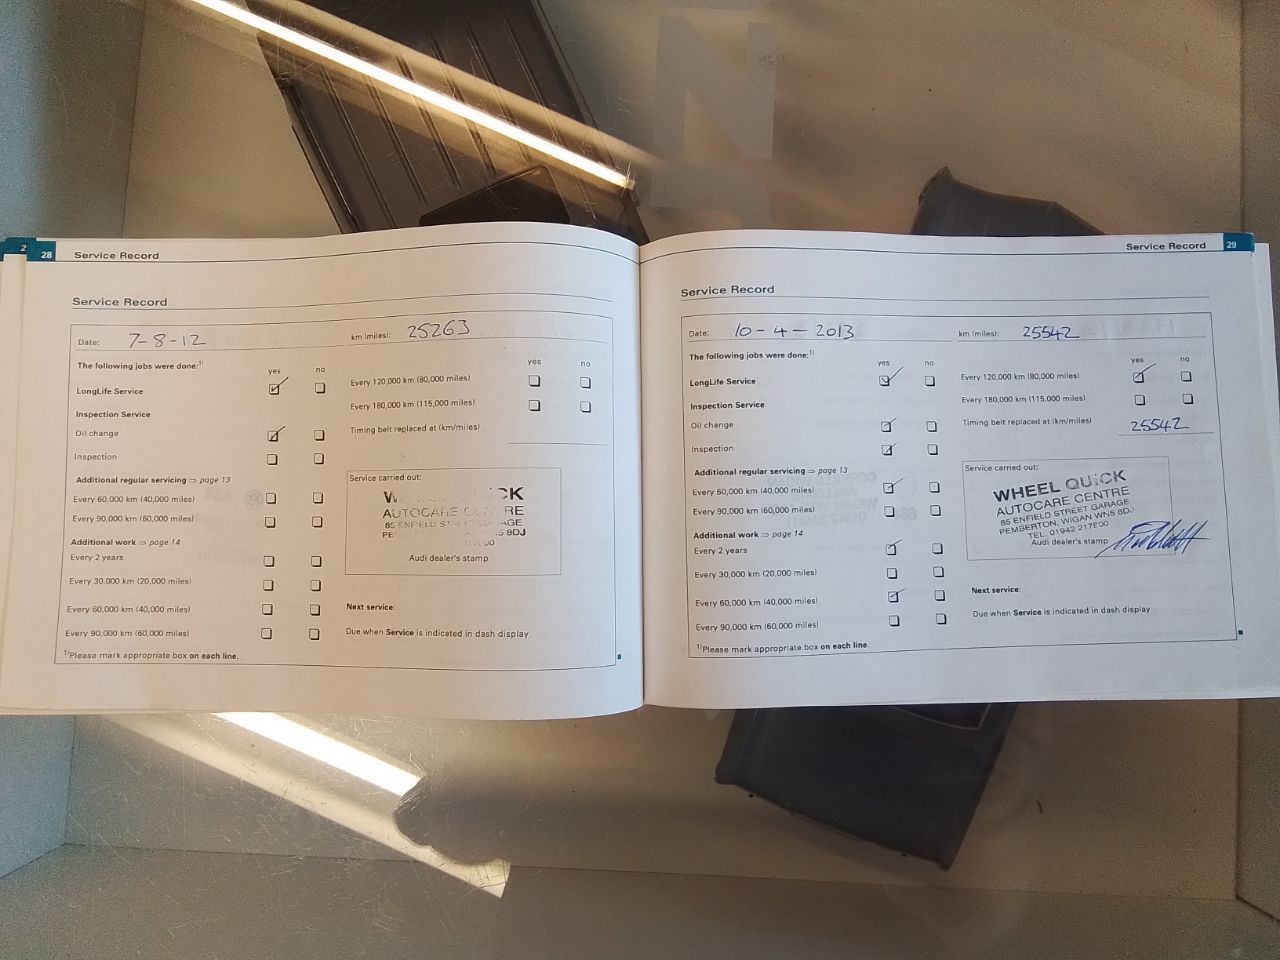 2
28
Service Record
Service Record
Date: 7-8-12
km (miles): 25263
The following jobs were done:1)
yes no
yes no
LongLife Service
Every 120,000 km (80,000 miles)
Inspection Service
Every 180,000 km (115,000 miles)
Oil change
Timing belt replaced at (km/miles)
Inspection
Additional regular servicing ⇒ page 13
Every 60,000 km (40,000 miles)
Every 90,000 km (60,000 miles)
Additional work ⇒ page 14
Every 2 years
Every 30,000 km (20,000 miles)
Every 60,000 km (40,000 miles)
Every 90,000 km (60,000 miles)
Service carried out:
AUTOCARE
85 ENFIELD
8DJ
Audi dealer's stamp
Next service:
Due when Service is indicated in dash display
1)Please mark appropriate box on each line.
Service Record
29
Service Record
Date: 10-4-2013
km (miles): 25542
The following jobs were done:1)
yes no
yes no
LongLife Service
Every 120,000 km (80,000 miles)
Inspection Service
Every 180,000 km (115,000 miles)
Oil change
Timing belt replaced at (km/miles)
25542
Inspection
Additional regular servicing ⇒ page 13
Every 60,000 km (40,000 miles)
Every 90,000 km (60,000 miles)
Additional work ⇒ page 14
Every 2 years
Every 30,000 km (20,000 miles)
Every 60,000 km (40,000 miles)
Every 90,000 km (60,000 miles)
Service carried out:
WHEEL QUICK
AUTOCARE CENTRE
85 ENFIELD STREET GARAGE
PEMBERTON, WIGAN WN5 8DJ
TEL: 01942 217600
Audi dealer's stamp
Next service:
Due when Service is indicated in dash display
1)Please mark appropriate box on each line.